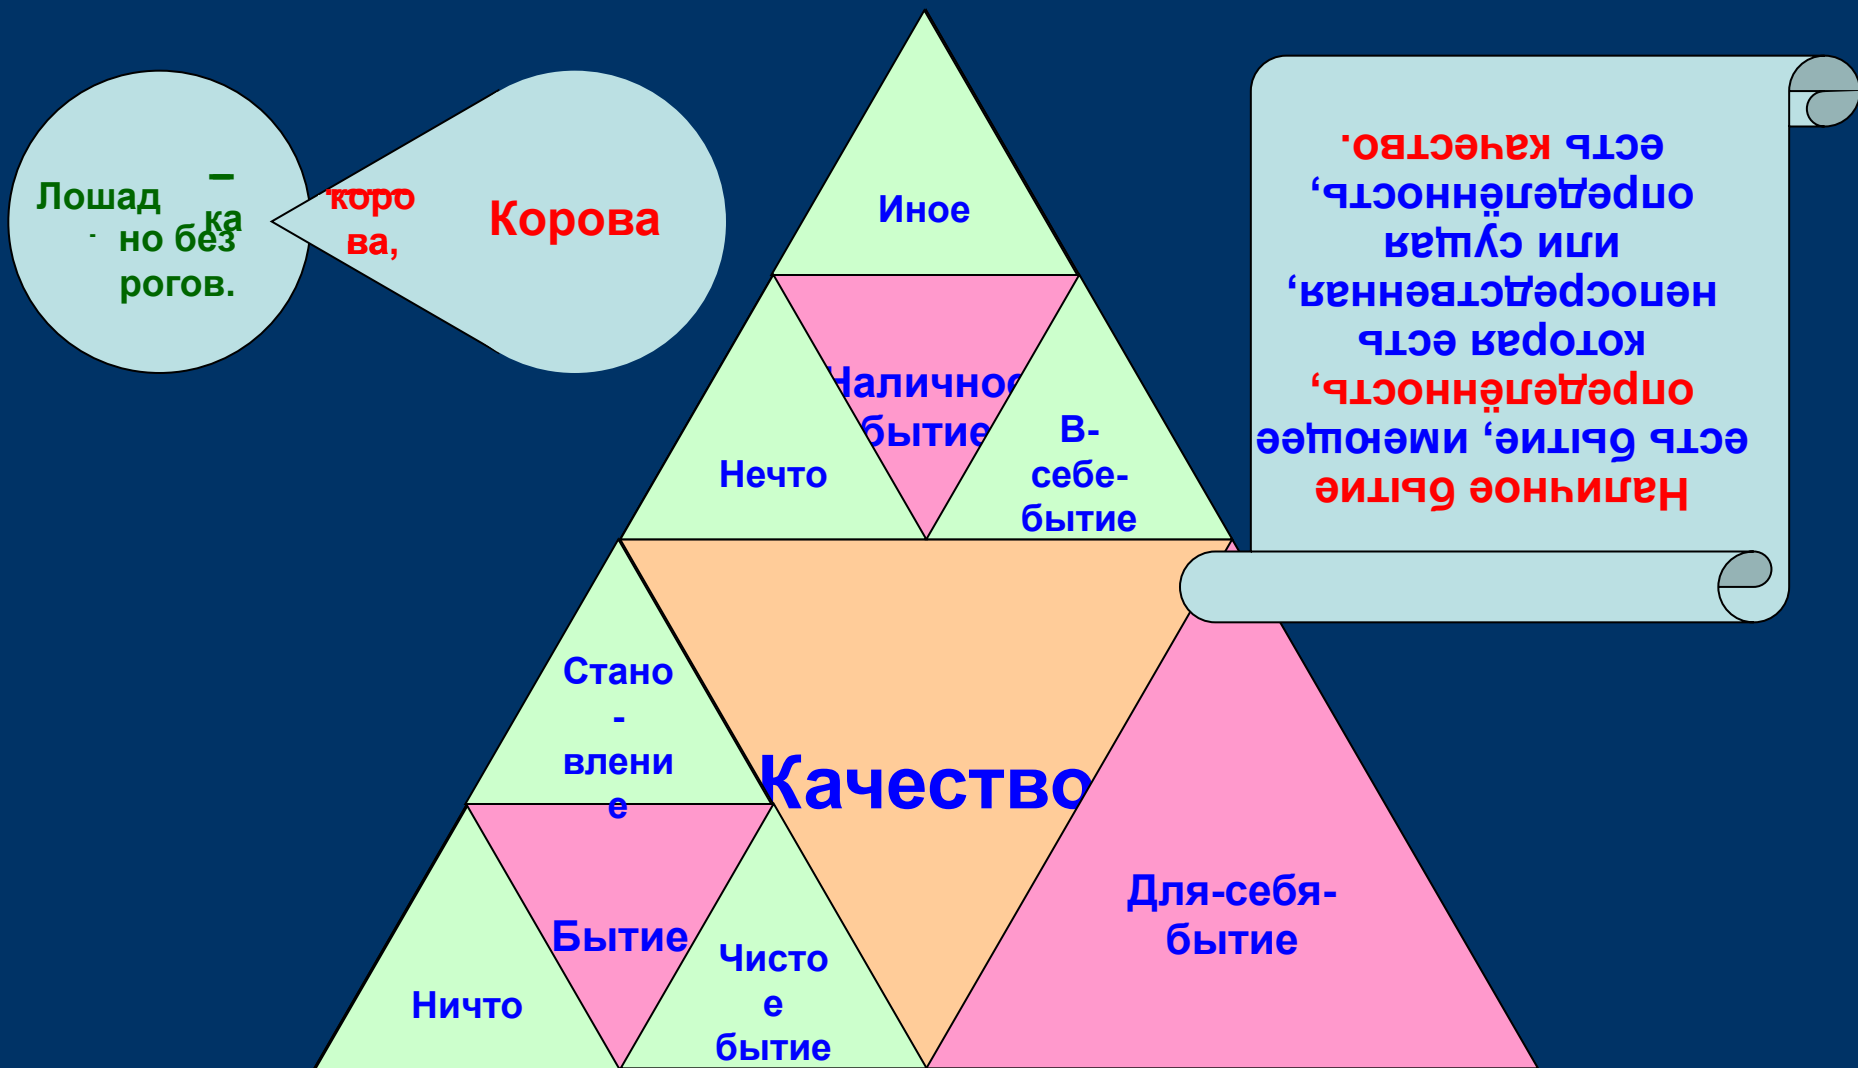 Лошад
-
–
ка
но без
рогов.
коро
ва,
Корова
Иное
Наличное
бытие
Нечто
В-
себе-
бытие
Наличное бытие
есть бытие, имеющее
определённость,
которая есть
непосредственная,
или сущая
определённость,
есть качество.
Стано
-
влени
е
Качество
Бытие
Ничто
Чисто
е
бытие
Для-себя-
бытие